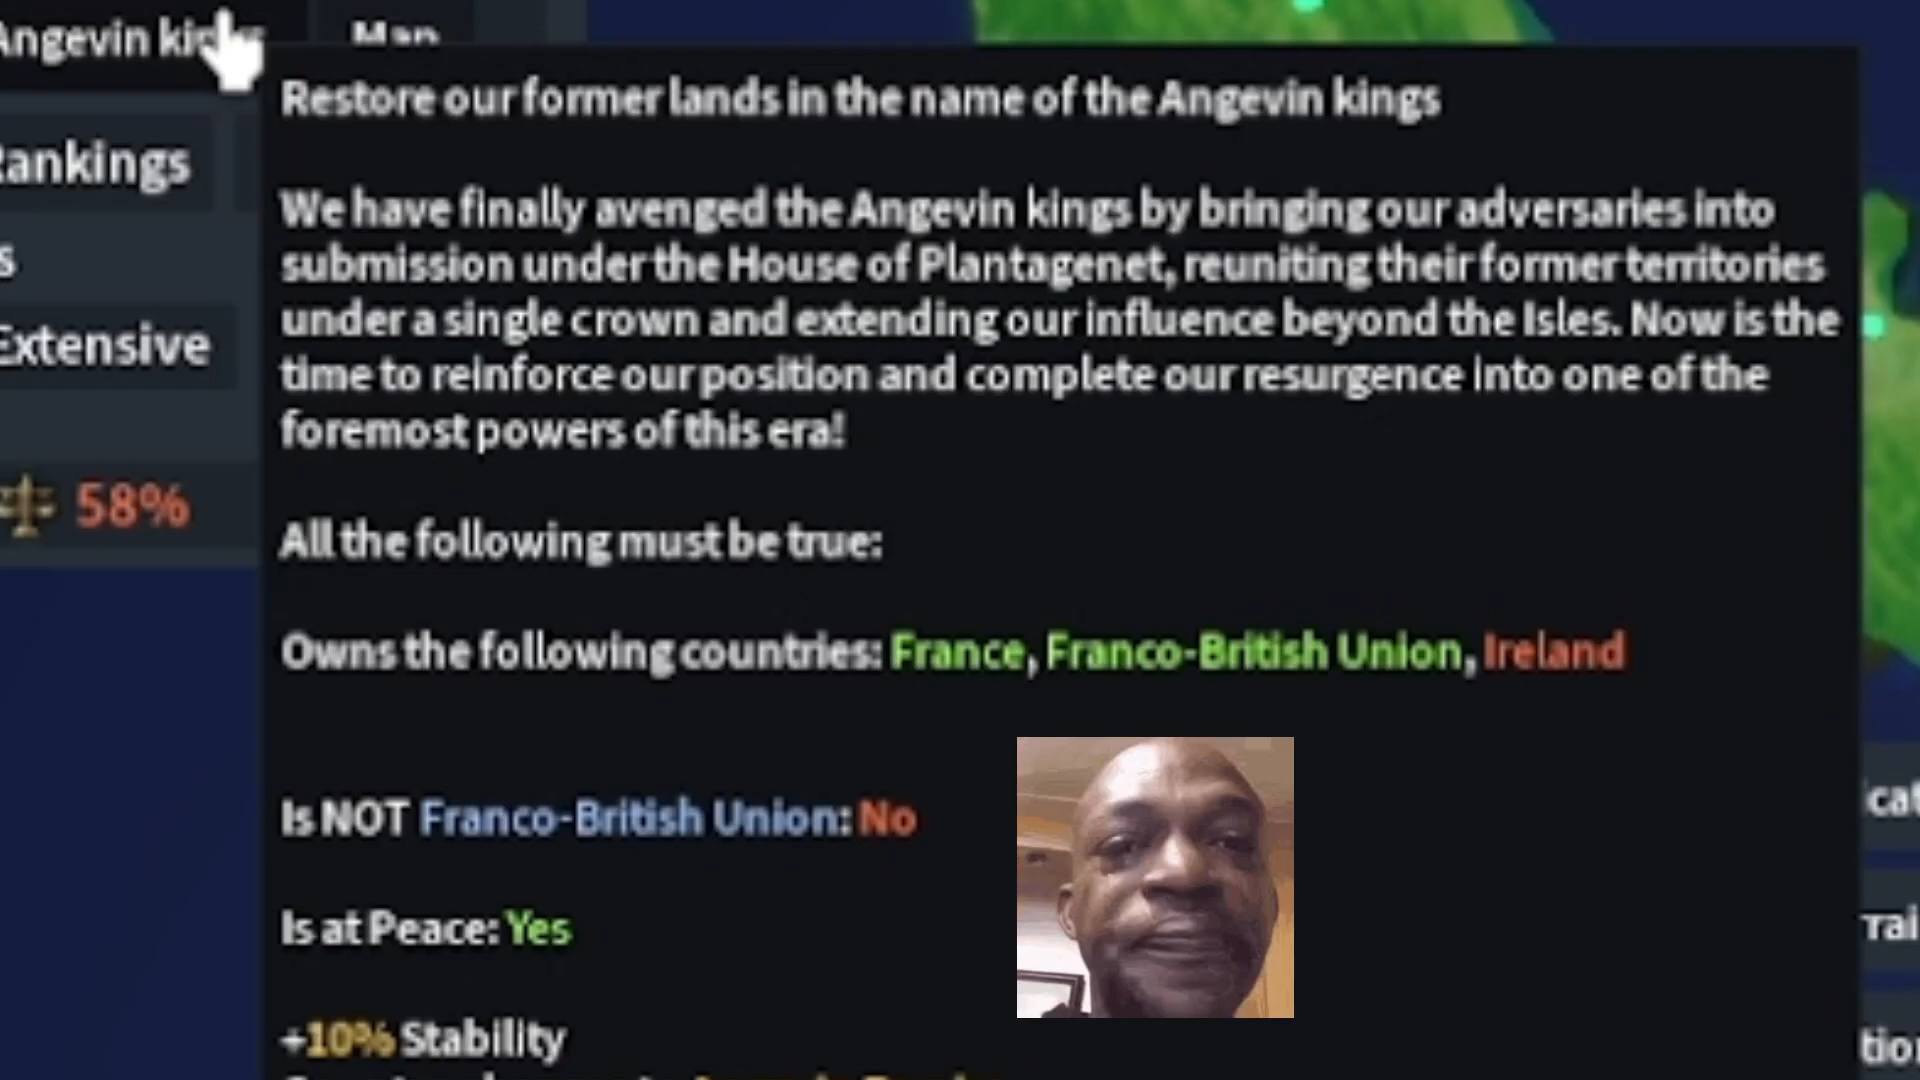 Angevin kings
Map
Restore our former lands in the name of the Angevin kings
Rankings
We have finally avenged the Angevin kings by bringing our adversaries into
submission under the House of Plantagenet, reuniting their former territories
s
under a single crown and extending our influence beyond the Isles. Now is the
Extensive
time to reinforce our position and complete our resurgence into one of the
foremost powers of this era!
58%
All the following must be true:
Owns the following countries: France, Franco-British Union, Ireland
Is NOT Franco-British Union: No
Is at Peace: Yes
+10% Stability